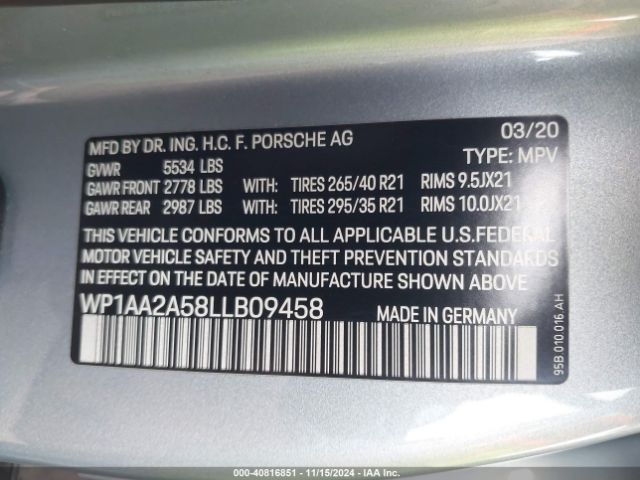 MFD BY DR. ING. H.C. F. PORSCHE AG 03/20
GVWR 5534 LBS TYPE: MPV
GAWR FRONT 2778 LBS WITH: TIRES 265/40 R21 RIMS 9.5JX21
GAWR REAR 2987 LBS WITH: TIRES 295/35 R21 RIMS 10.0JX21
THIS VEHICLE CONFORMS TO ALL APPLICABLE U.S.FEDERAL
MOTOR VEHICLE SAFETY AND THEFT PREVENTION STANDARDS
IN EFFECT ON THE DATE OF MANUFACTURE SHOWN ABOVE.
WP1AA2A58LLB09458
95B.010.016.AH
000-40816851 - 11/15/2024 - IAA Inc.